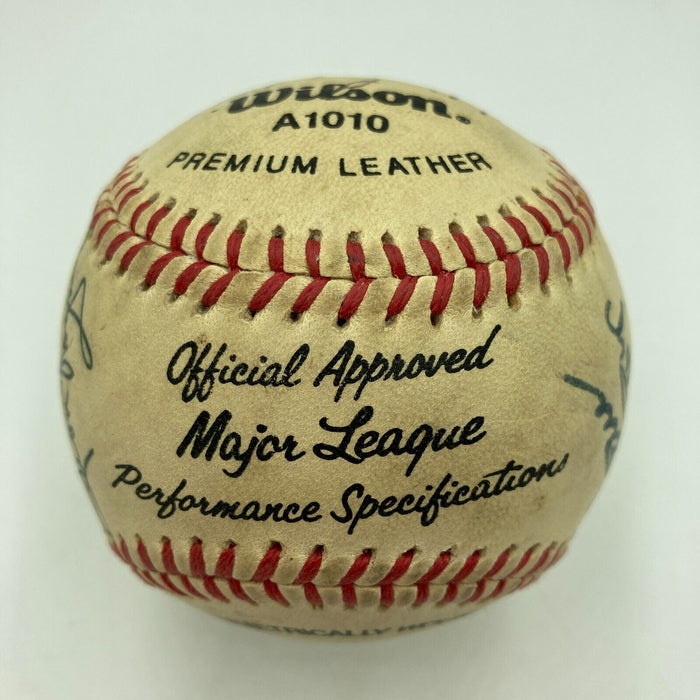 Wilson.
A1010
PREMIUM LEATHER
Official Approved
Major League
Performance Specifications